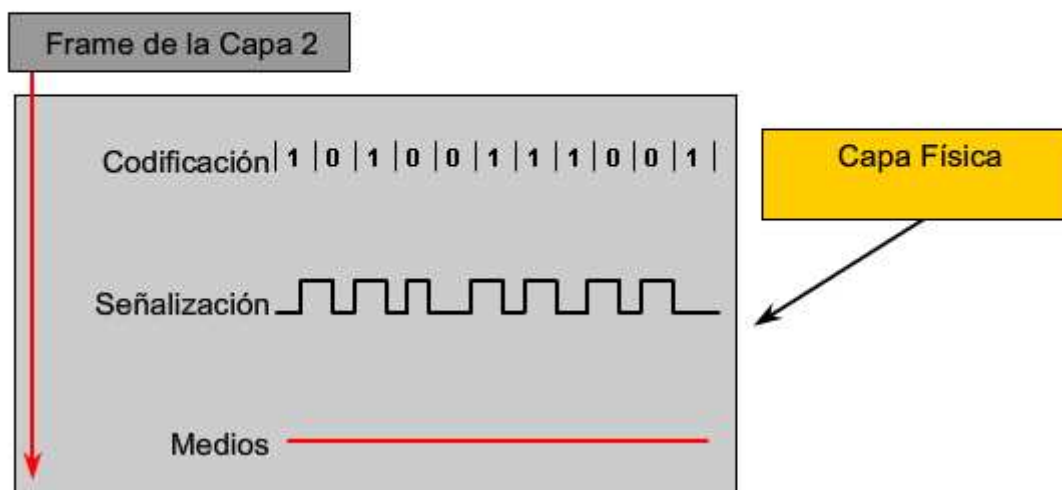 Frame de la Capa 2
Codificación | 1 | 0 | 1 | 0 | 0 | 1 | 1 | 1 | 0 | 0 | 1 |
Capa Física
Señalización
Medios